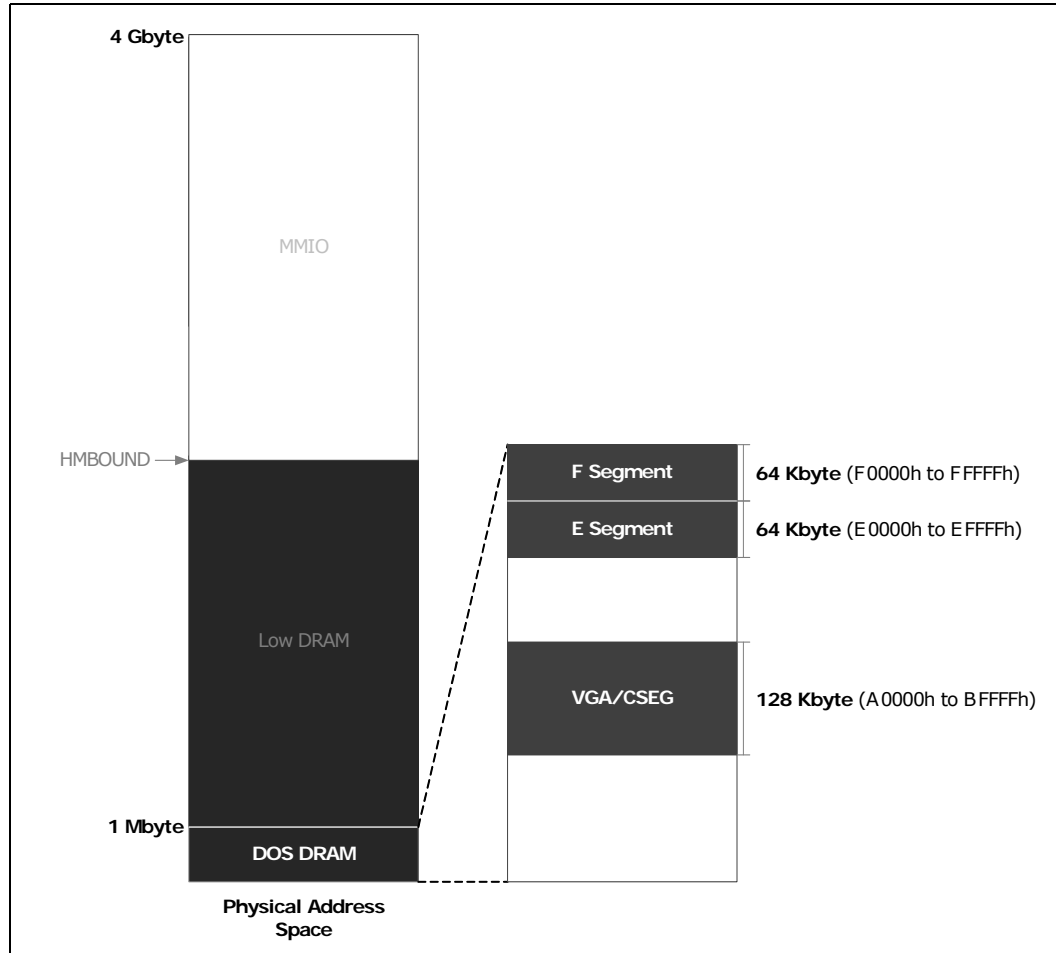 4 Gbyte
MMIO
HMBOUND
Low DRAM
1 Mbyte
DOS DRAM
Physical Address
Space
F Segment
64 Kbyte (F0000h to FFFFFh)
E Segment
64 Kbyte (E0000h to EFFFFh)
VGA/CSEG
128 Kbyte (A0000h to BFFFFh)